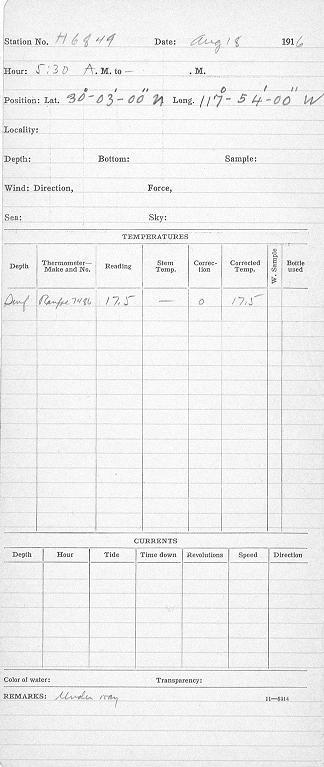 Station No. H6849 Date: Aug 18 1916
Hour: 5:30 A. M. to — . M.
Position: Lat. 30°-03'-00" N Long. 117°-54'-00" W
Locality:
Depth: Bottom: Sample:
Wind: Direction, Force,
Sea: Sky:
TEMPERATURES
Depth Thermometer—Make and No. Reading Stem Temp. Correction Corrected Temp. W. Sample Bottle used
7486 17.5 — 0 17.5
CURRENTS
Depth Hour Tide Time down Revolutions Speed Direction
Color of water: Transparency:
REMARKS: Under way 11—5314